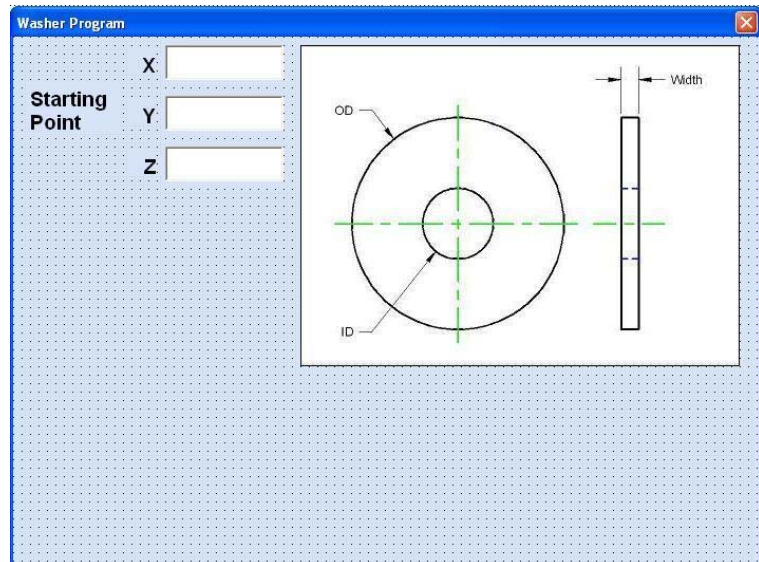 Washer Program
X
Starting
Point
Y
Z
OD
Width
ID